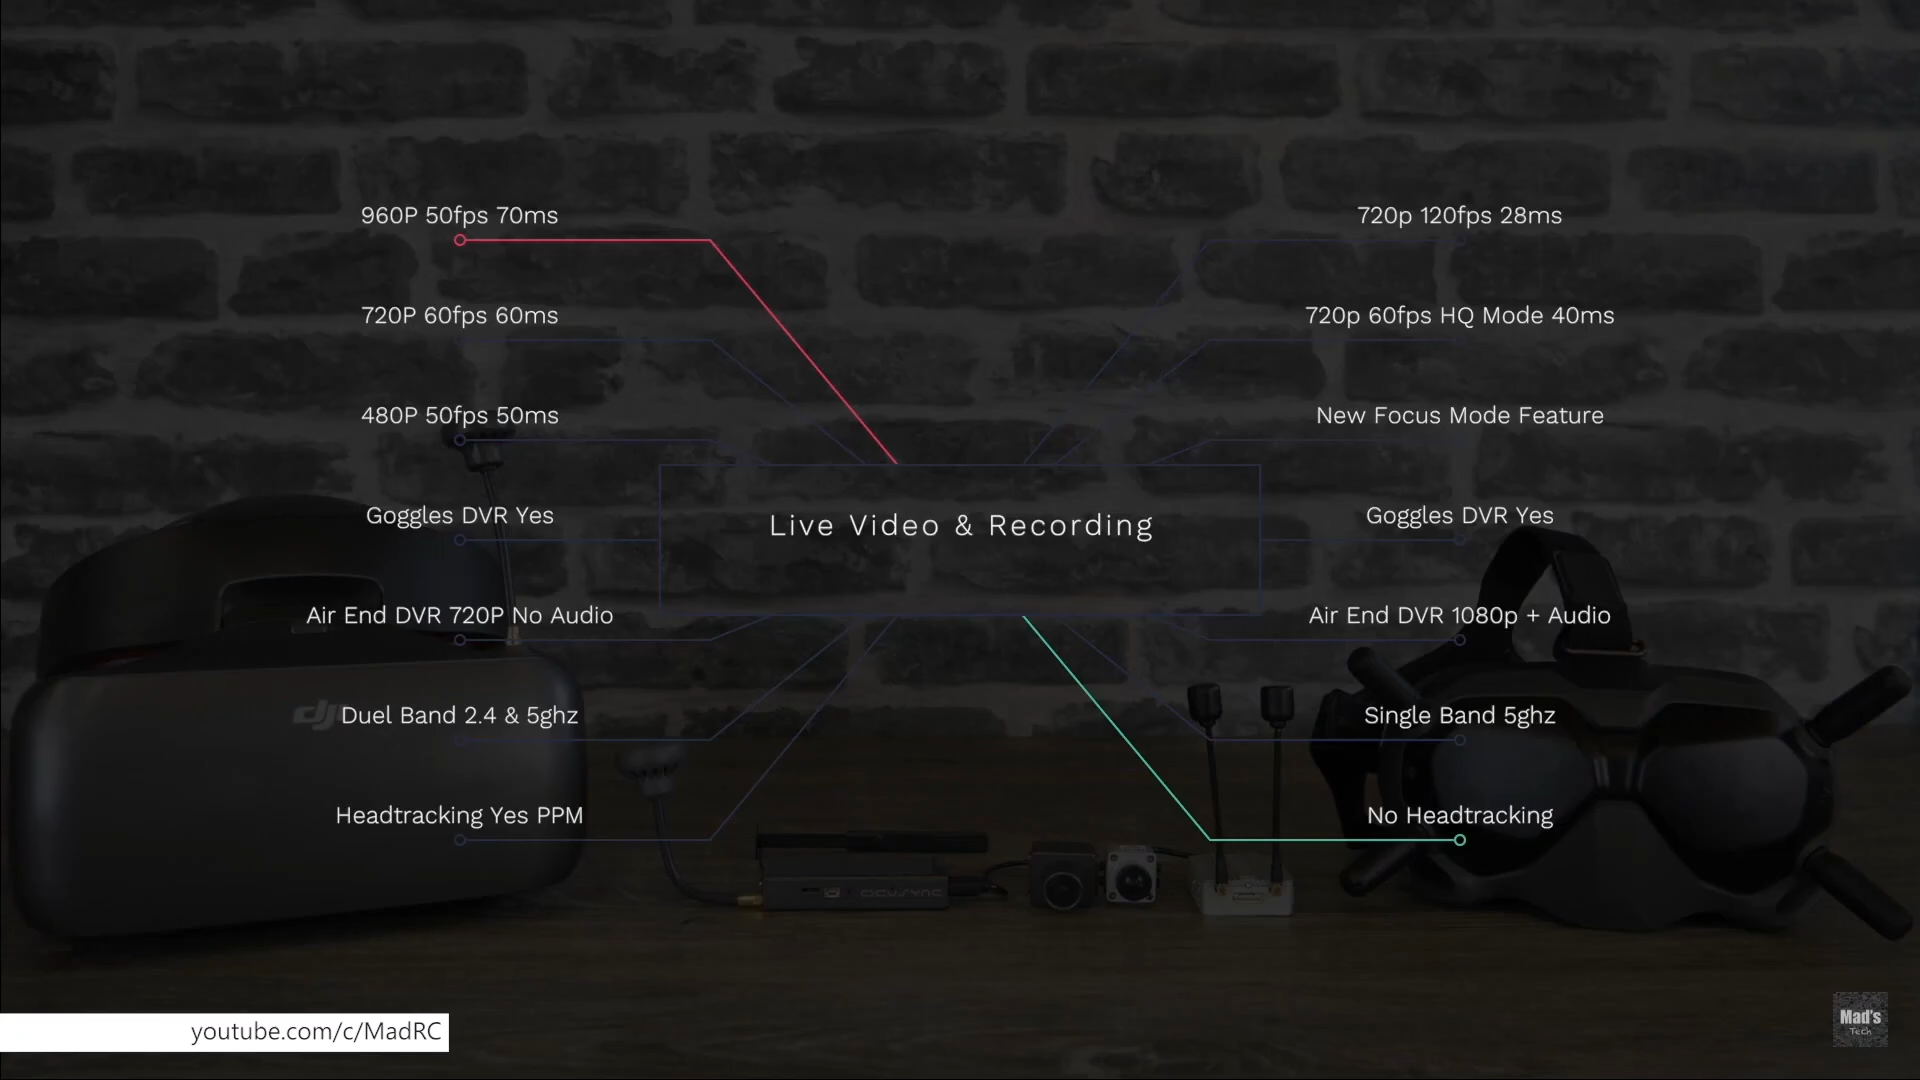 960P 50fps 70ms
720P 60fps 60ms
480P 50fps 50ms
Goggles DVR Yes
Air End DVR 720P No Audio
Duel Band 2.4 & 5ghz
Headtracking Yes PPM
Live Video & Recording
720p 120fps 28ms
720p 60fps HQ Mode 40ms
New Focus Mode Feature
Goggles DVR Yes
Air End DVR 1080p + Audio
Single Band 5ghz
No Headtracking
dji
OCUSYNC
youtube.com/c/MadRC
Mad's
Tech